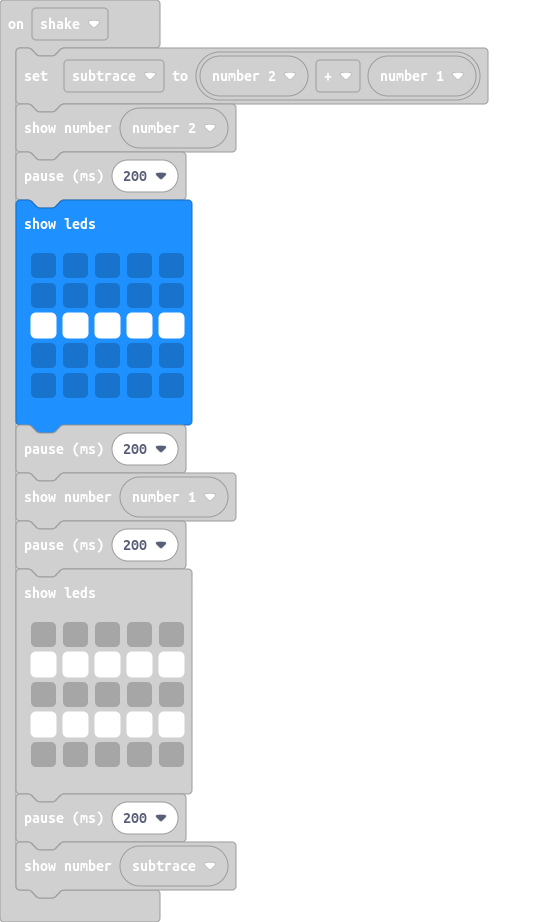 on shake
set subtrace to number 2 + number 1
show number number 2
pause (ms) 200
show leds
pause (ms) 200
show number number 1
pause (ms) 200
show leds
pause (ms) 200
show number subtrace